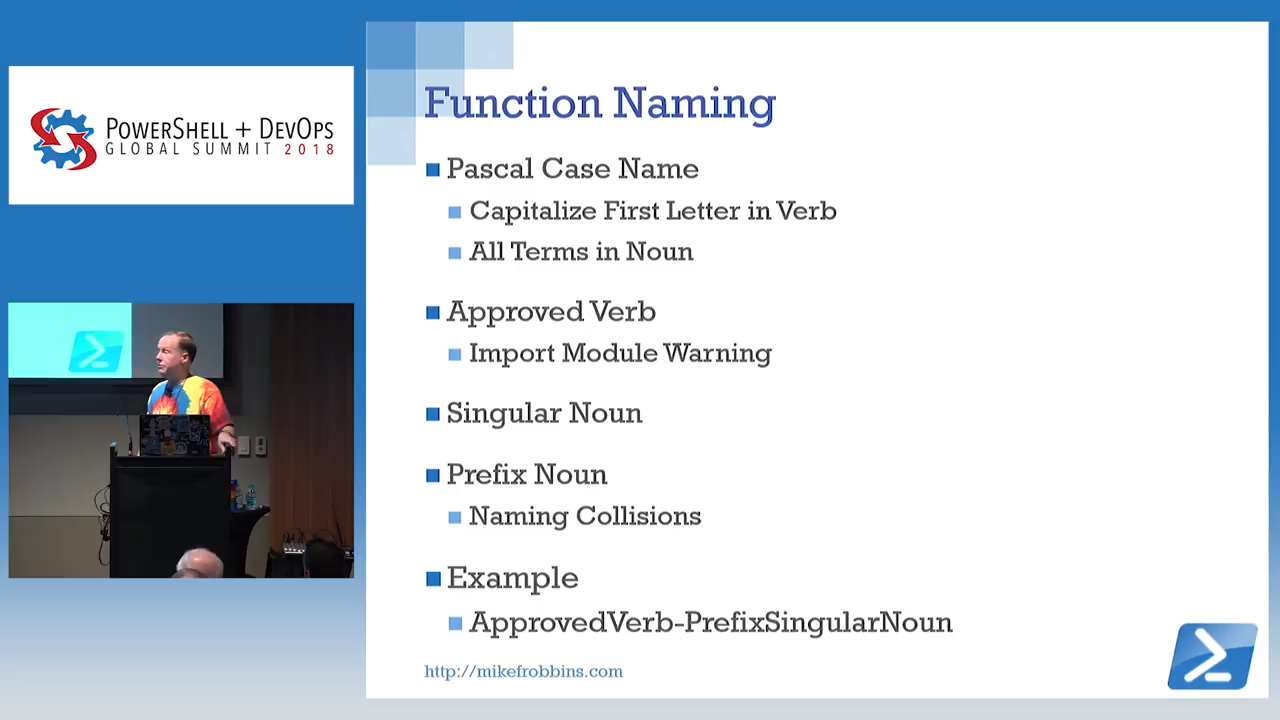 PowerShell + DevOps
Global Summit 2018
Function Naming
Pascal Case Name
Capitalize First Letter in Verb
All Terms in Noun
Approved Verb
Import Module Warning
Singular Noun
Prefix Noun
Naming Collisions
Example
ApprovedVerb-PrefixSingularNoun
http://mikefrobbins.com